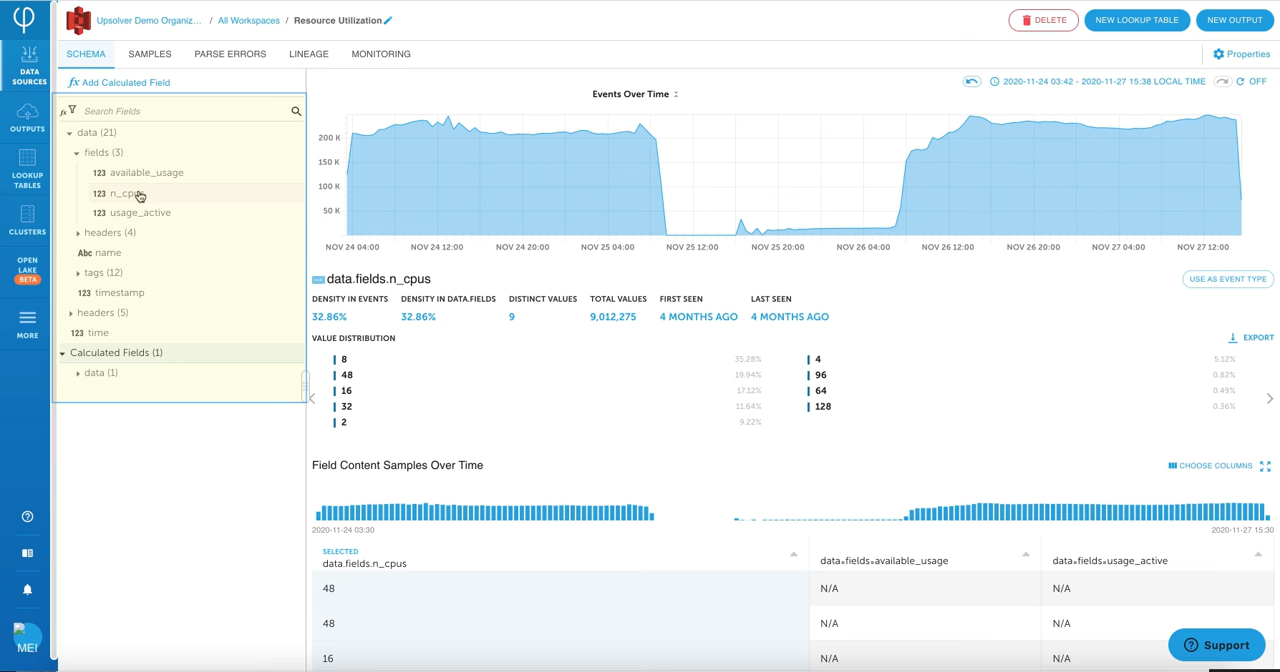 Upsolver Demo Organiz... / All Workspaces / Resource Utilization
DELETE
NEW LOOKUP TABLE
NEW OUTPUT
DATA
SOURCES
OUTPUTS
LOOKUP
TABLES
CLUSTERS
OPEN
LAKE
BETA
MORE
MEI
SCHEMA SAMPLES PARSE ERRORS LINEAGE MONITORING
Properties
fx Add Calculated Field
fx Search Fields
data (21)
fields (3)
123 available_usage
123 n_cpus
123 usage_active
headers (4)
Abc name
tags (12)
123 timestamp
headers (5)
123 time
Calculated Fields (1)
data (1)
2020-11-24 03:42 - 2020-11-27 15:38 LOCAL TIME OFF
Events Over Time
200 K
150 K
100 K
50 K
NOV 24 04:00 NOV 24 12:00 NOV 24 20:00 NOV 25 04:00 NOV 25 12:00 NOV 25 20:00 NOV 26 04:00 NOV 26 12:00 NOV 26 20:00 NOV 27 04:00 NOV 27 12:00
data.fields.n_cpus
USE AS EVENT TYPE
DENSITY IN EVENTS DENSITY IN DATA.FIELDS DISTINCT VALUES TOTAL VALUES FIRST SEEN LAST SEEN
32.86% 32.86% 9 9,012,275 4 MONTHS AGO 4 MONTHS AGO
VALUE DISTRIBUTION
EXPORT
8 35.28% 4 5.12%
48 19.94% 96 0.82%
16 17.12% 64 0.49%
32 11.64% 128 0.36%
2 9.22%
Field Content Samples Over Time
CHOOSE COLUMNS
2020-11-24 03:30 2020-11-27 15:30
SELECTED
data.fields.n_cpus data.fields.available_usage data.fields.usage_active
48 N/A N/A
48 N/A N/A
16 N/A N/A
Support